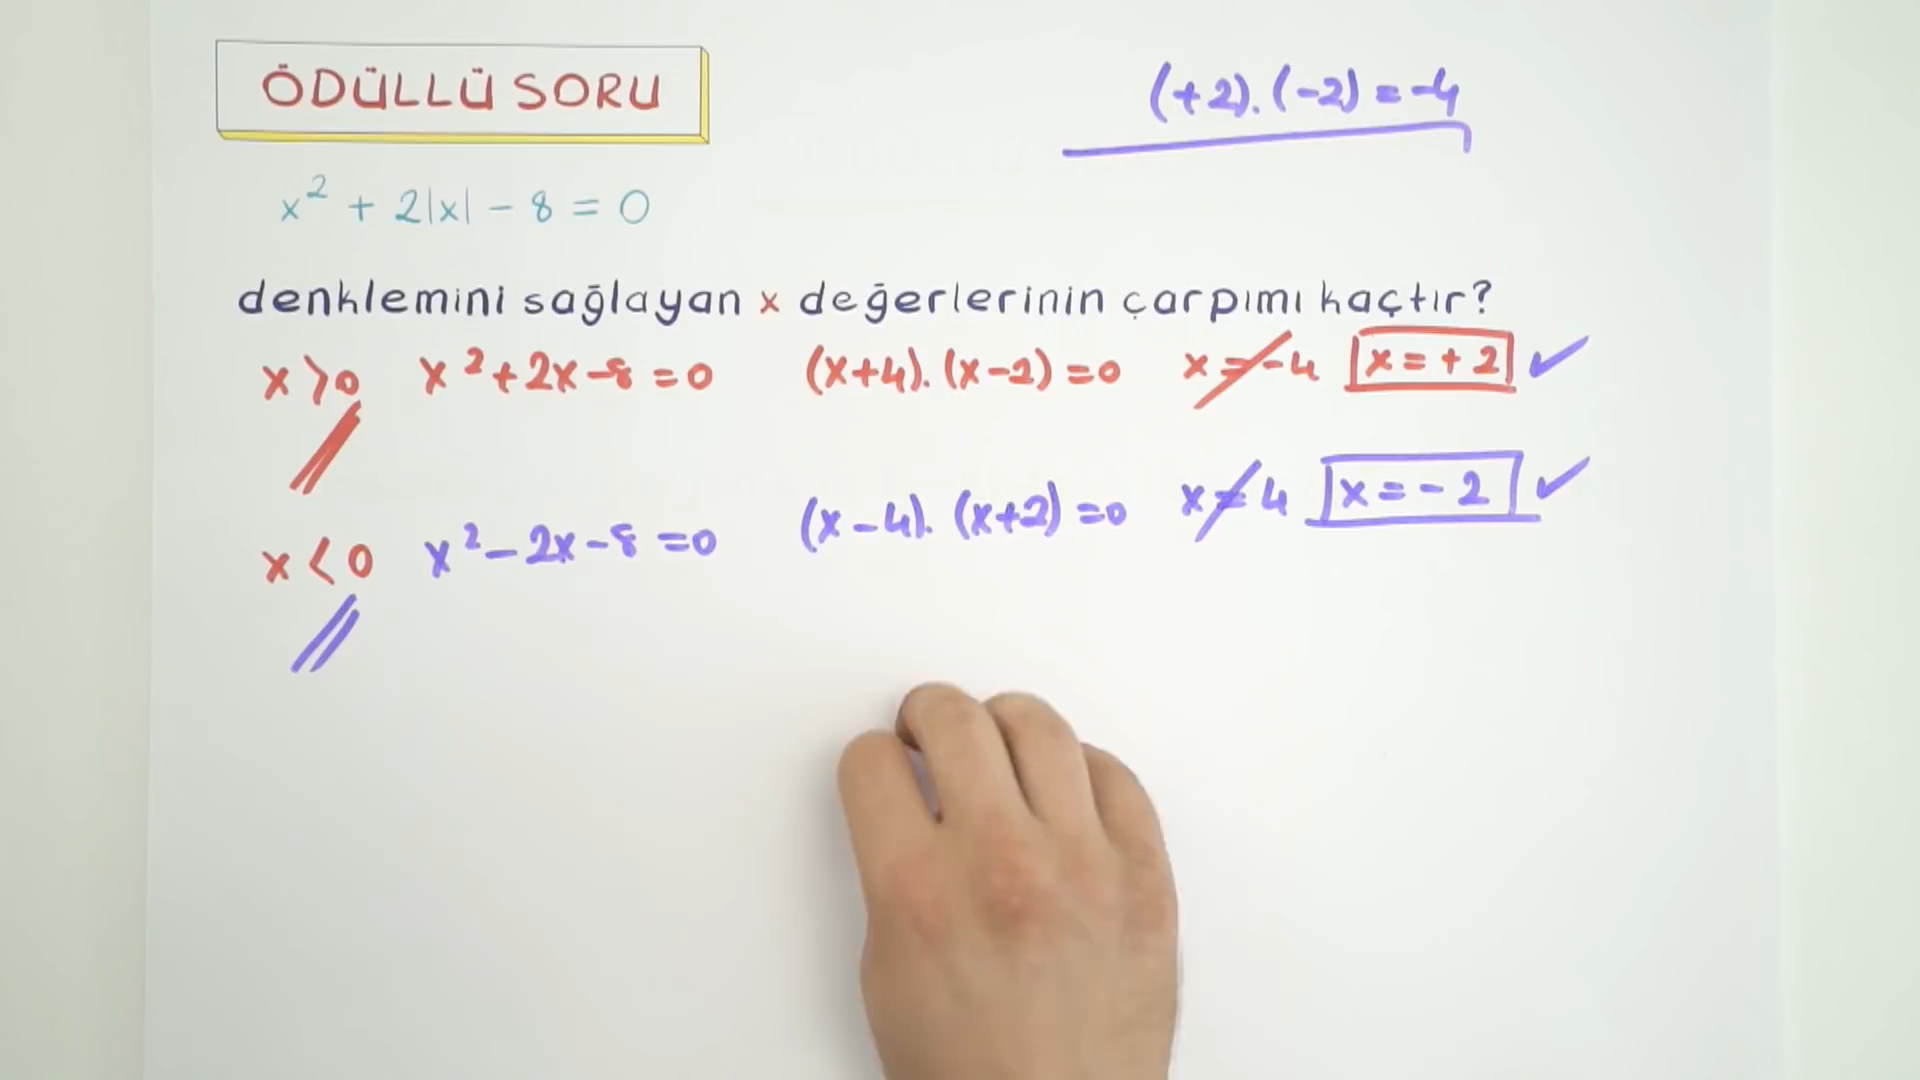 ÖDÜLLÜ SORU
(+2).(-2) = -4
x² + 2|x| - 8 = 0
denklemini sağlayan x değerlerinin çarpımı kaçtır?
x > 0 x² + 2x - 8 = 0 (x+4).(x-2) = 0 x = -4 x = +2 ✓
x < 0 x² - 2x - 8 = 0 (x-4).(x+2) = 0 x = 4 x = -2 ✓